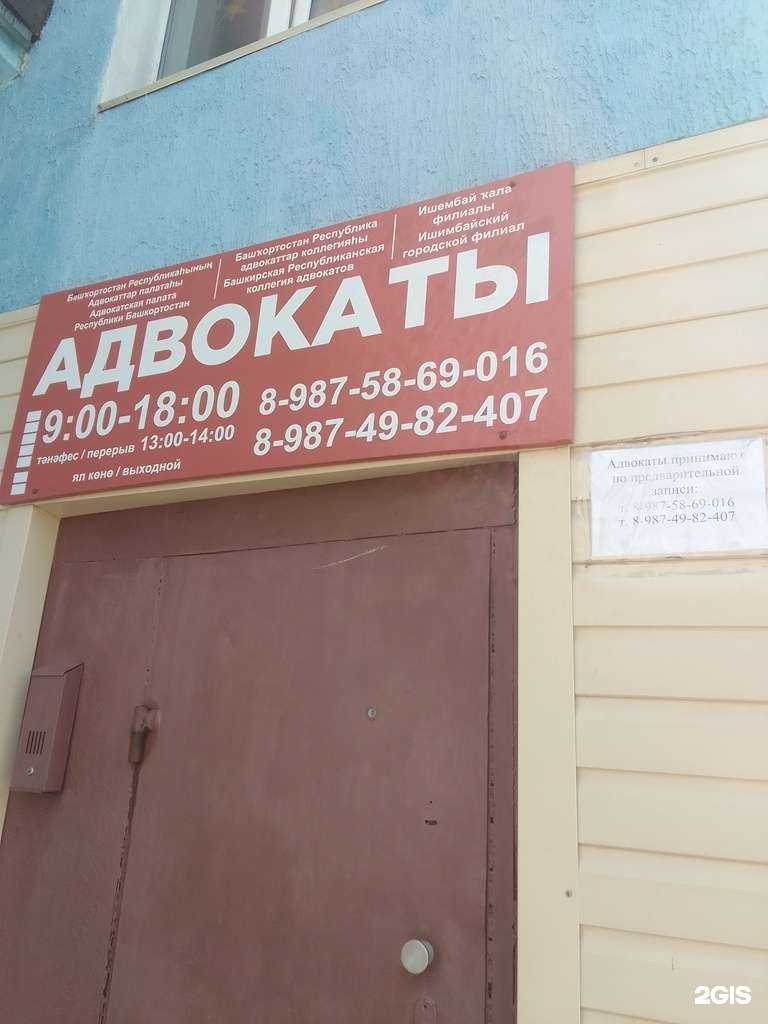 Башҡортостан Республикаһының
Адвокаттар палатаһы
Адвокатская палата
Республики Башкортостан
Башҡортостан Республика
адвокаттар коллегияһы
Башкирская Республиканская
коллегия адвокатов
Ишембай ҡала
филиалы
Ишимбайский
городской филиал
АДВОКАТЫ
9:00-18:00
тәнәфес / перерыв 13:00-14:00
ял көнө / выходной
8-987-58-69-016
8-987-49-82-407
Адвокаты принимают
по предварительной
записи:
т. 8-987-58-69-016
т. 8-987-49-82-407
2GIS